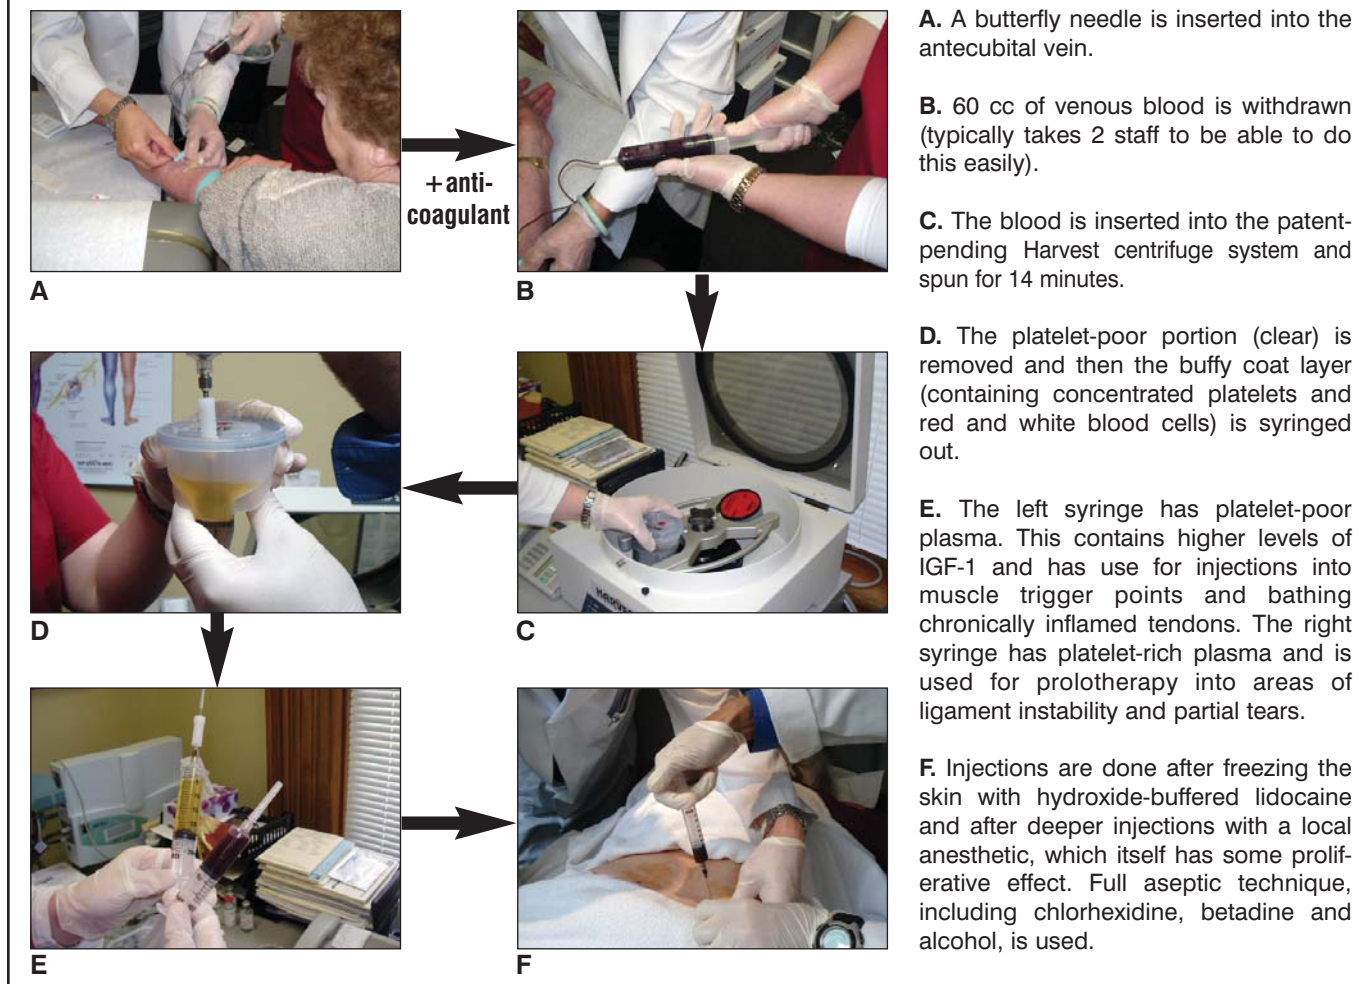 +anti-
coagulant
A
B
D
C
E
F
HARVES
A. A butterfly needle is inserted into the
antecubital vein.
B. 60 cc of venous blood is withdrawn
(typically takes 2 staff to be able to do
this easily).
C. The blood is inserted into the patent-
pending Harvest centrifuge system and
spun for 14 minutes.
D. The platelet-poor portion (clear) is
removed and then the buffy coat layer
(containing concentrated platelets and
red and white blood cells) is syringed
out.
E. The left syringe has platelet-poor
plasma. This contains higher levels of
IGF-1 and has use for injections into
muscle trigger points and bathing
chronically inflamed tendons. The right
syringe has platelet-rich plasma and is
used for prolotherapy into areas of
ligament instability and partial tears.
F. Injections are done after freezing the
skin with hydroxide-buffered lidocaine
and after deeper injections with a local
anesthetic, which itself has some prolif-
erative effect. Full aseptic technique,
including chlorhexidine, betadine and
alcohol, is used.